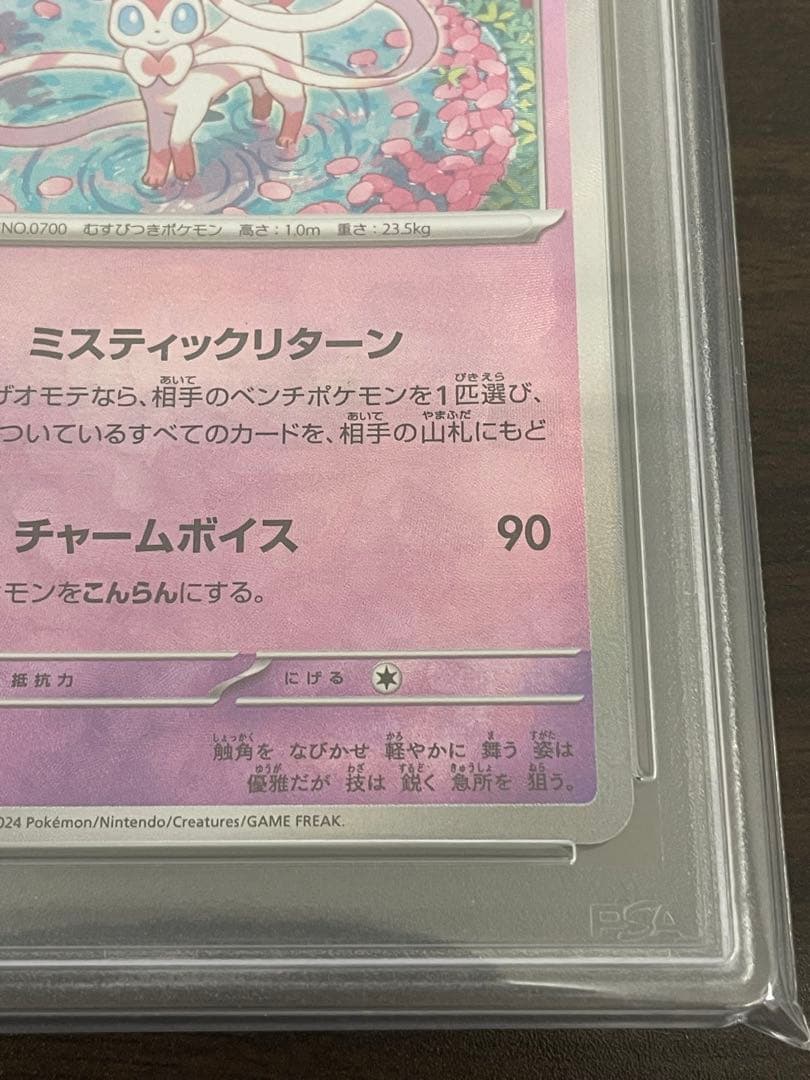 NO.0700 むすびつきポケモン 高さ:1.0m 重さ:23.5kg
ミスティックリターン
ザオモテなら、相手のベンチポケモンを1匹選び、
ついているすべてのカードを、相手の山札にもど
チャームボイス 90
モンをこんらんにする。
抵抗力 にげる
触角を なびかせ 軽やかに 舞う 姿は
優雅だが 技は 鋭く 急所を 狙う。
2024 Pokémon/Nintendo/Creatures/GAME FREAK.
PSA